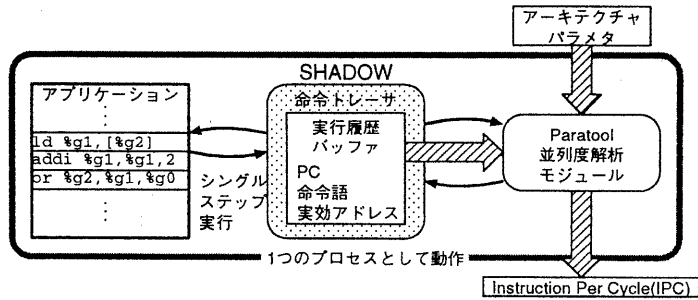 アーキテクチャ
パラメタ
SHADOW
アプリケーション
ld %g1,[%g2]
addi %g1,%g1,2
or %g2,%g1,%g0
シングル
ステップ
実行
命令トレーサ
実行履歴
バッファ
PC
命令語
実効アドレス
Paratool
並列度解析
モジュール
1つのプロセスとして動作
Instruction Per Cycle(IPC)